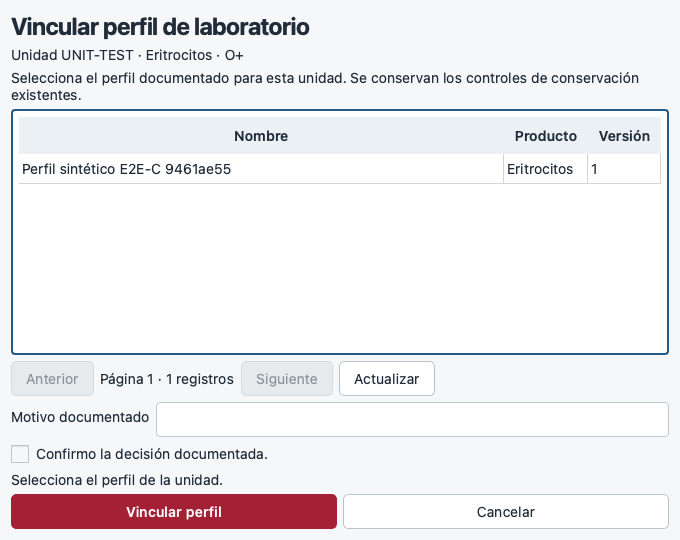 Vincular perfil de laboratorio
Unidad UNIT-TEST · Eritrocitos · O+
Selecciona el perfil documentado para esta unidad. Se conservan los controles de conservación
existentes.
Nombre Producto Versión
Perfil sintético E2E-C 9461ae55 Eritrocitos 1
Anterior Página 1 · 1 registros Siguiente Actualizar
Motivo documentado
Confirmo la decisión documentada.
Selecciona el perfil de la unidad.
Vincular perfil Cancelar